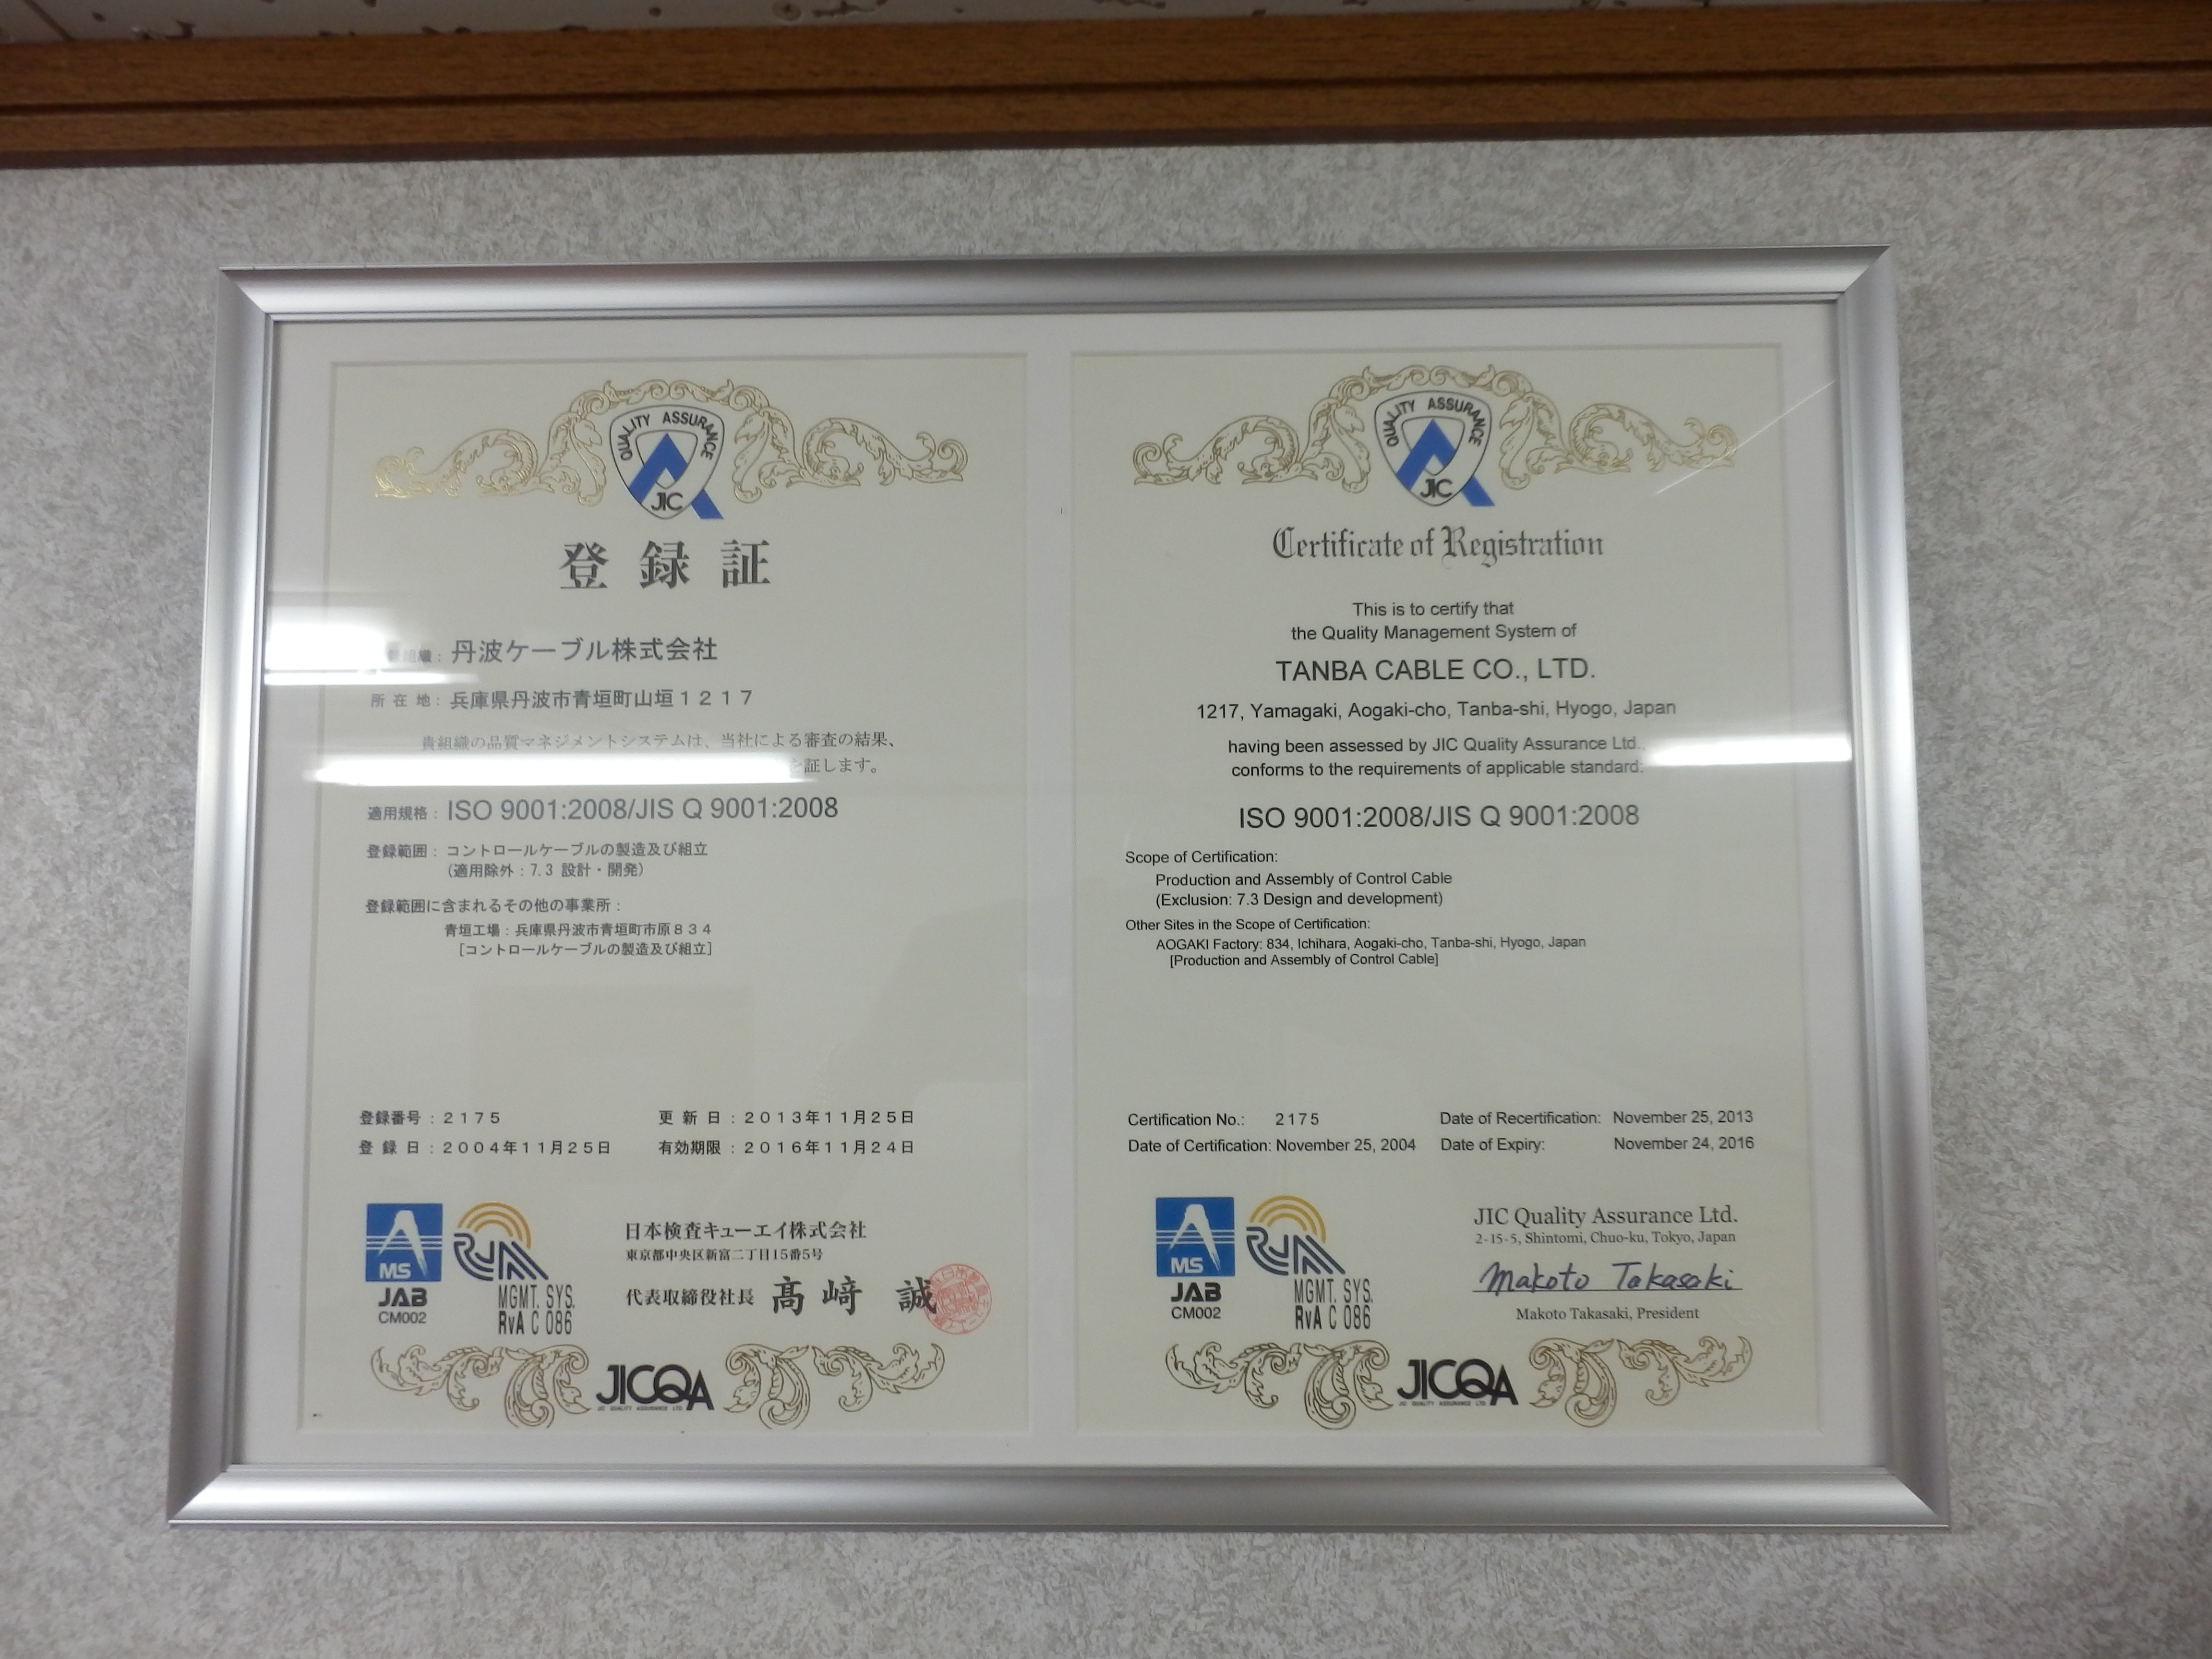 QUALITY ASSURANCE
JIC
登録証
組織：丹波ケーブル株式会社
所在地：兵庫県丹波市青垣町山垣１２１７
貴組織の品質マネジメントシステムは、当社による審査の結果、
証します。
適用規格：ISO 9001:2008/JIS Q 9001:2008
登録範囲：コントロールケーブルの製造及び組立
(適用除外：7.3 設計・開発)
登録範囲に含まれるその他の事業所：
青垣工場：兵庫県丹波市青垣町市原８３４
[コントロールケーブルの製造及び組立]
登録番号：２１７５
更新日：２０１３年１１月２５日
登録日：２００４年１１月２５日
有効期限：２０１６年１１月２４日
MS
JAB
CM002
RvA
MGMT. SYS.
RvA C 086
日本検査キューエイ株式会社
東京都中央区新富二丁目15番5号
代表取締役社長 髙﨑 誠
JICQA
JIC QUALITY ASSURANCE LTD.
QUALITY ASSURANCE
JIC
Certificate of Registration
This is to certify that
the Quality Management System of
TANBA CABLE CO., LTD.
1217, Yamagaki, Aogaki-cho, Tanba-shi, Hyogo, Japan
having been assessed by JIC Quality Assurance Ltd.,
conforms to the requirements of applicable standard:
ISO 9001:2008/JIS Q 9001:2008
Scope of Certification:
Production and Assembly of Control Cable
(Exclusion: 7.3 Design and development)
Other Sites in the Scope of Certification:
AOGAKI Factory: 834, Ichihara, Aogaki-cho, Tanba-shi, Hyogo, Japan
[Production and Assembly of Control Cable]
Certification No.: 2175
Date of Recertification: November 25, 2013
Date of Certification: November 25, 2004
Date of Expiry: November 24, 2016
MS
JAB
CM002
RvA
MGMT. SYS.
RvA C 086
JIC Quality Assurance Ltd.
2-15-5, Shintomi, Chuo-ku, Tokyo, Japan
Makoto Takasaki
Makoto Takasaki, President
JICQA
JIC QUALITY ASSURANCE LTD.